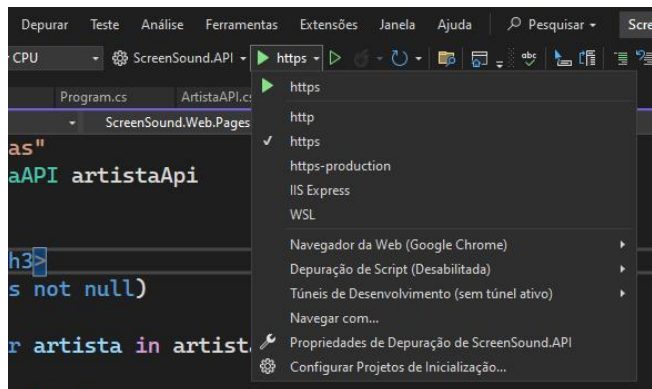 Depurar Teste Análise Ferramentas Extensões Janela Ajuda Pesquisar
CPU ScreenSound.API https
Program.cs ArtistaAPI.cs
ScreenSound.Web.Pages
as"
aAPI artistaApi
h3>
s not null)
r artista in artista
https
http
https
https-production
IIS Express
WSL
Navegador da Web (Google Chrome)
Depuração de Script (Desabilitada)
Túneis de Desenvolvimento (sem túnel ativo)
Navegar com...
Propriedades de Depuração de ScreenSound.API
Configurar Projetos de Inicialização...